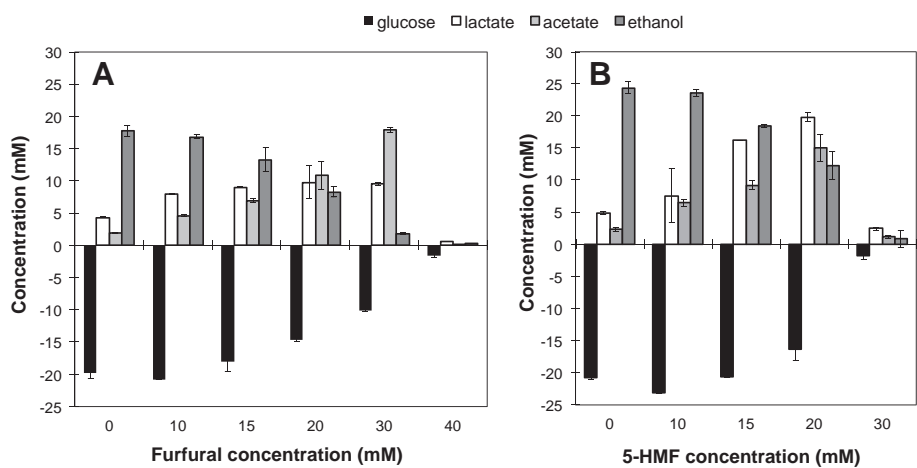 glucose lactate acetate ethanol
A
30
25
20
15
10
5
0
-5
-10
-15
-20
-25
Concentration (mM)
0 10 15 20 30 40
Furfural concentration (mM)
B
30
25
20
15
10
5
0
-5
-10
-15
-20
-25
Concentration (mM)
0 10 15 20 30
5-HMF concentration (mM)